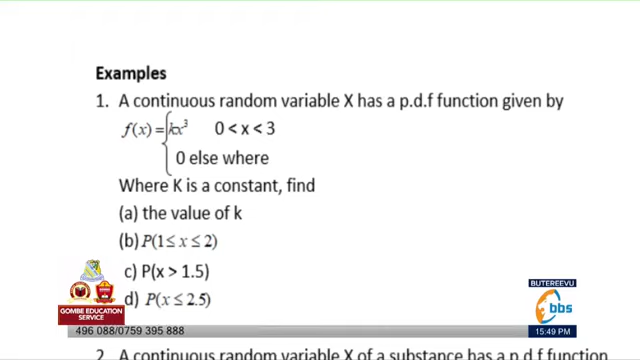 Examples
1. A continuous random variable X has a p.d.f function given by
f(x) = { kx³ 0 < x < 3
0 else where
Where K is a constant, find
(a) the value of k
(b) P(1 ≤ x ≤ 2)
c) P(x > 1.5)
d) P(x ≤ 2.5)
BUTEREEVU
bbs
GOMBE EDUCATION
SERVICE
496 088/0759 395 888
15:49 PM
2. A continuous random variable X of a substance has a p.d.f function